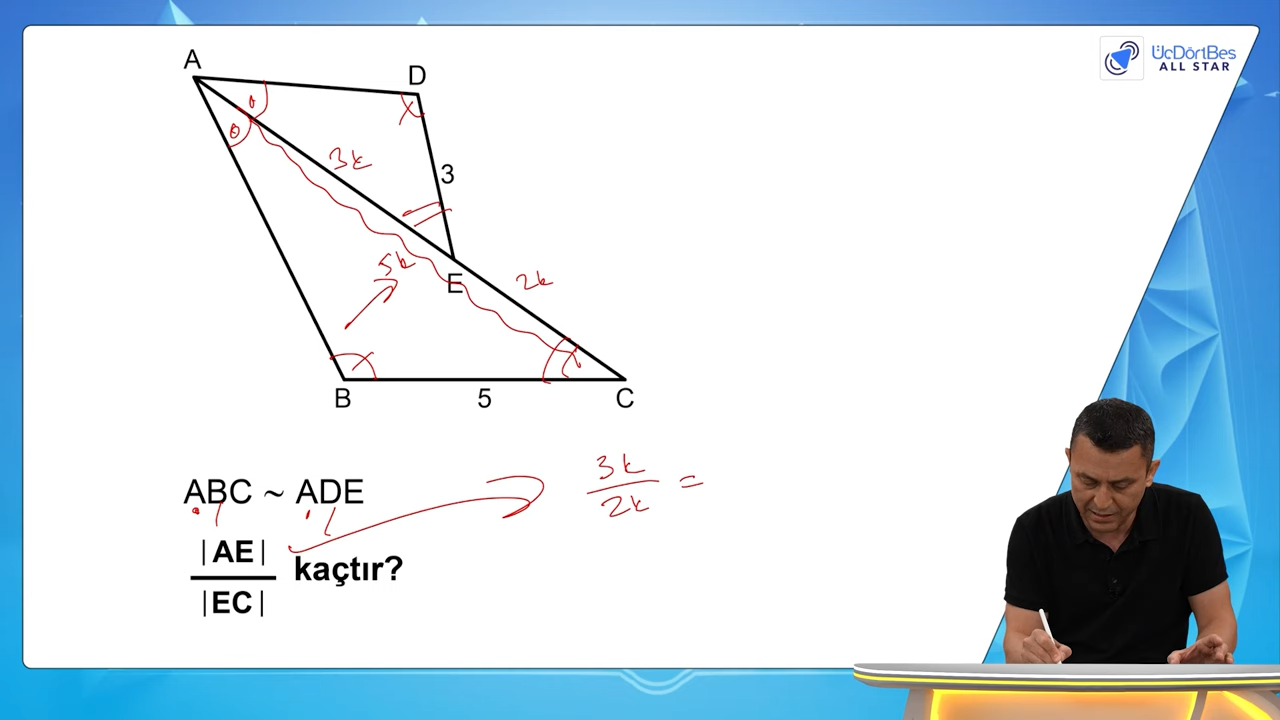 ÜçDörtBeş
ALL STAR
A
D
θ
θ
3k
3
5k
E
2k
B
5
C
ABC ~ ADE
3k
2k
=
|AE|
|EC|
kaçtır?